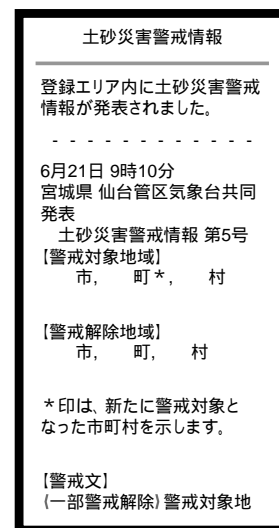 土砂災害警戒情報
登録エリア内に土砂災害警戒
情報が発表されました。
- - - - - - - - - - - -
6月21日 9時10分
宮城県 仙台管区気象台共同
発表
土砂災害警戒情報 第5号
【警戒対象地域】
市, 町*, 村
【警戒解除地域】
市, 町, 村
*印は、新たに警戒対象と
なった市町村を示します。
【警戒文】
(一部警戒解除) 警戒対象地